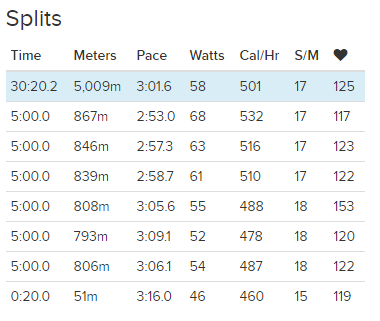 Splits
Time Meters Pace Watts Cal/Hr S/M ♥
30:20.2 5,009m 3:01.6 58 501 17 125
5:00.0 867m 2:53.0 68 532 17 117
5:00.0 846m 2:57.3 63 516 17 123
5:00.0 839m 2:58.7 61 510 17 122
5:00.0 808m 3:05.6 55 488 18 153
5:00.0 793m 3:09.1 52 478 18 120
5:00.0 806m 3:06.1 54 487 18 122
0:20.0 51m 3:16.0 46 460 15 119